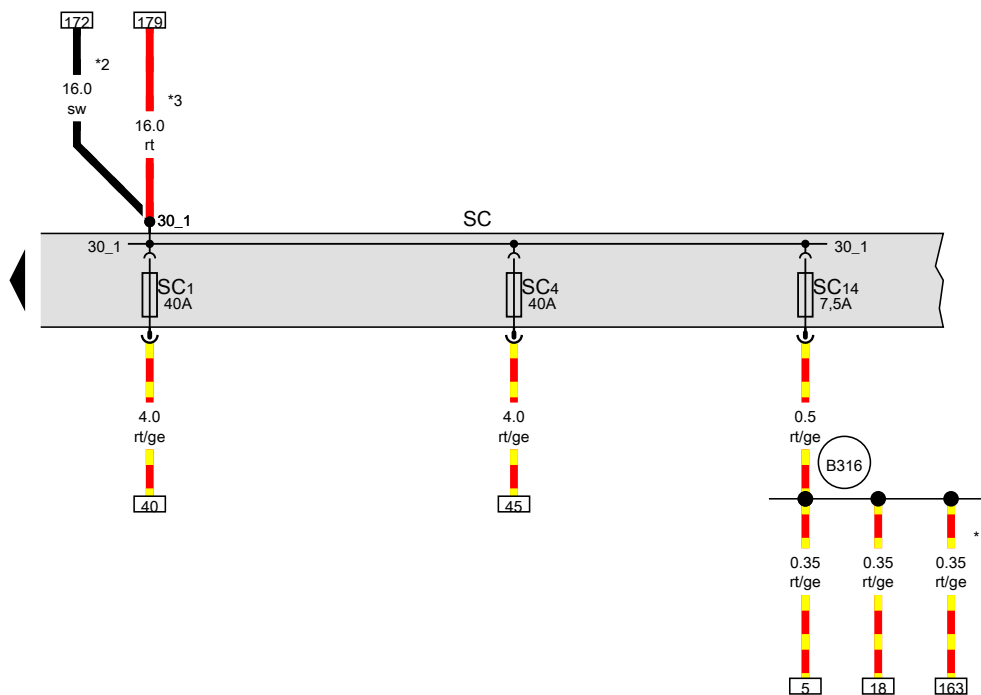 172
179
*2
16.0
sw
*3
16.0
rt
30_1
SC
30_1
30_1
SC1
40A
SC4
40A
SC14
7,5A
4.0
rt/ge
4.0
rt/ge
0.5
rt/ge
B316
40
45
*
0.35
rt/ge
0.35
rt/ge
0.35
rt/ge
5
18
163